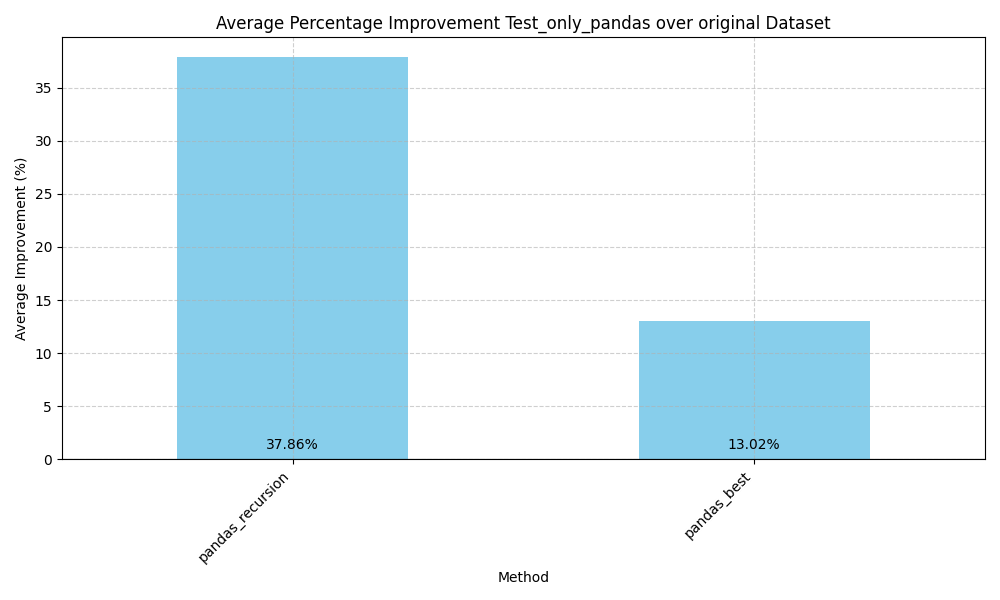 Average Percentage Improvement Test_only_pandas over original Dataset
Average Improvement (%)
35
30
25
20
15
10
5
0
37.86%
13.02%
pandas_recursion
pandas_best
Method